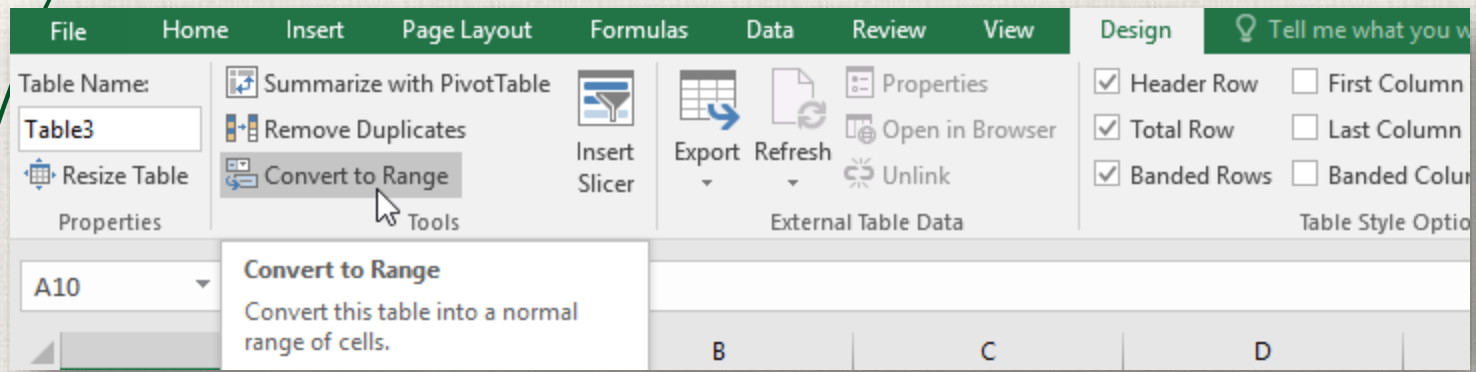 File Home Insert Page Layout Formulas Data Review View Design Tell me what you
Table Name:
Table3
Resize Table
Properties
Summarize with PivotTable
Remove Duplicates
Convert to Range
Insert
Slicer
Tools
Export
Refresh
Properties
Open in Browser
Unlink
External Table Data
Header Row
Total Row
Banded Rows
First Column
Last Column
Banded
Table Style
A10
Convert to Range
Convert this table into a normal
range of cells.
B C D